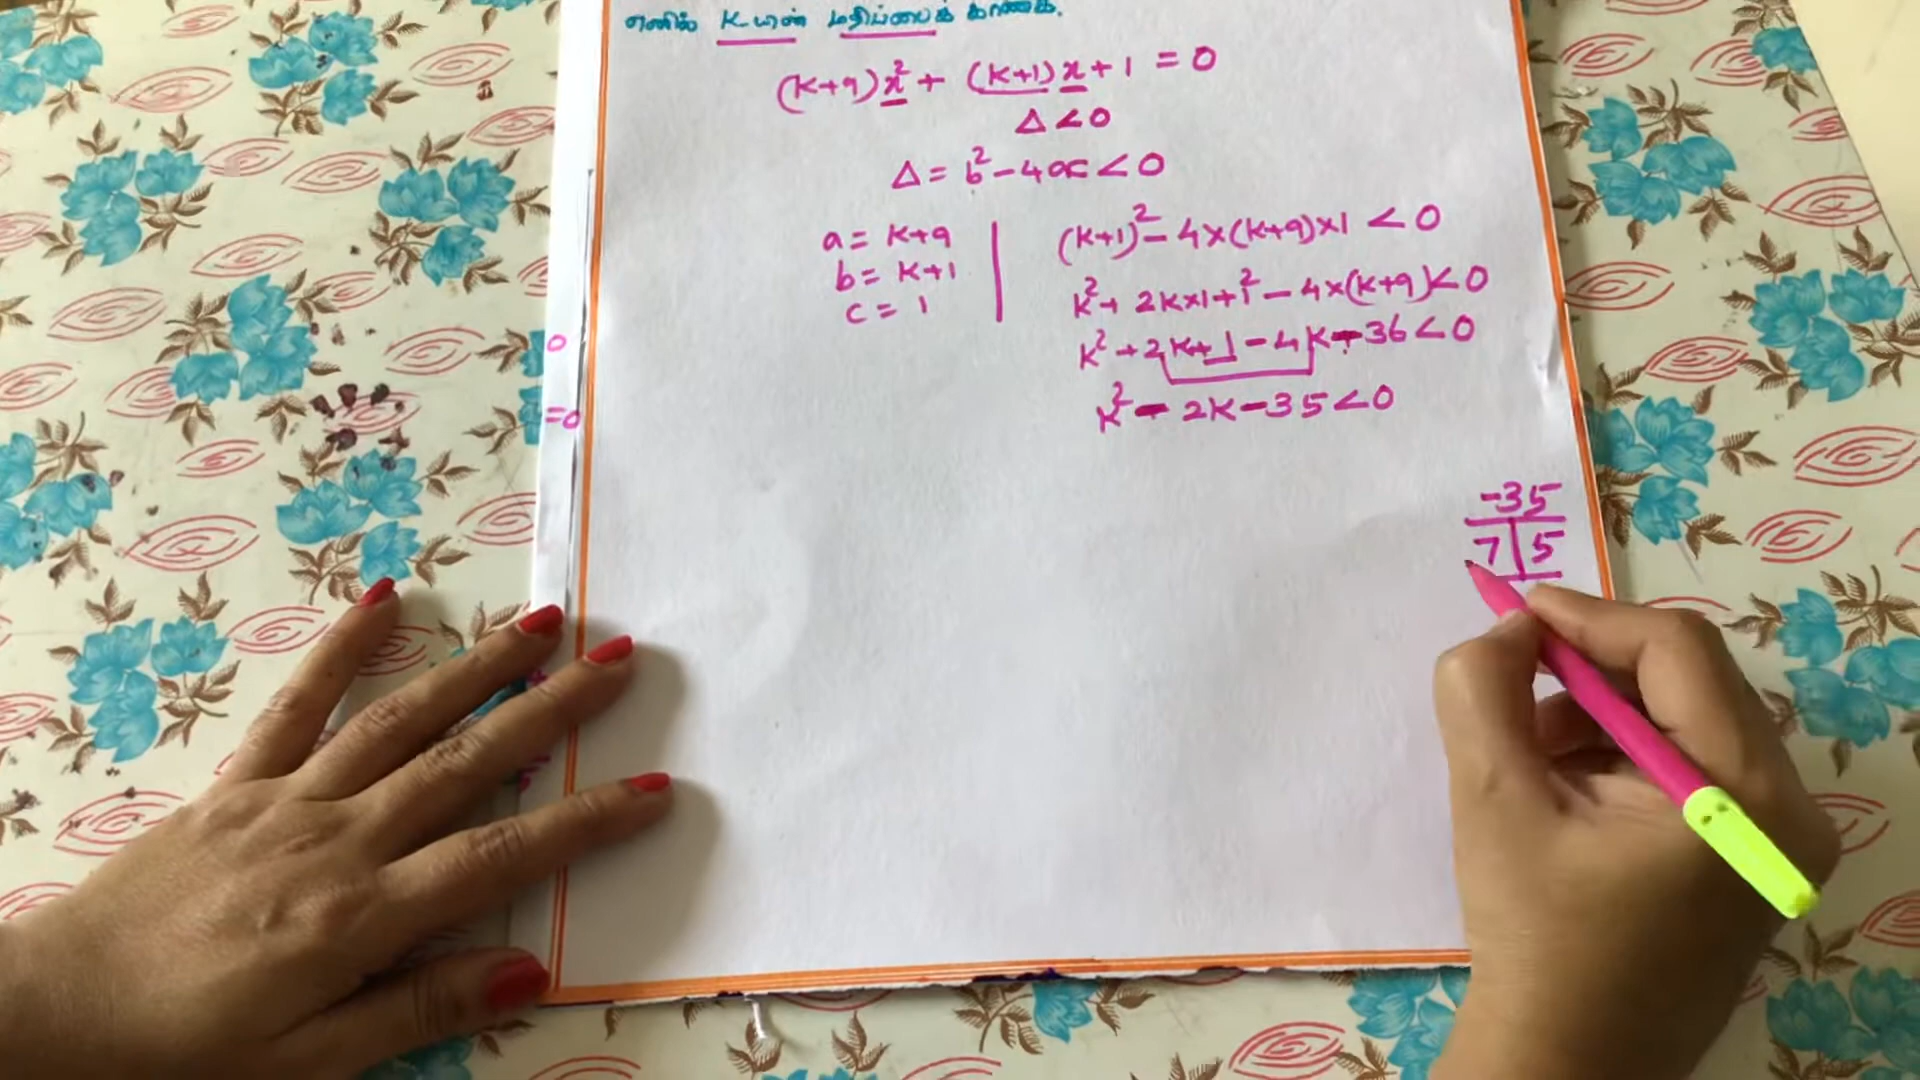 எனில் K யின் மதிப்பைக் காண்க.
(k+9)x² + (k+1)x+1 = 0
Δ<0
Δ = b²-4ac<0
a = k+9
b = k+1
c = 1
(k+1)²-4×(k+9)×1 <0
k²+ 2k×1+1²-4×(k+9)<0
k²+2k+1-4k-36<0
k²-2k-35<0
0
=0
-35
7 5